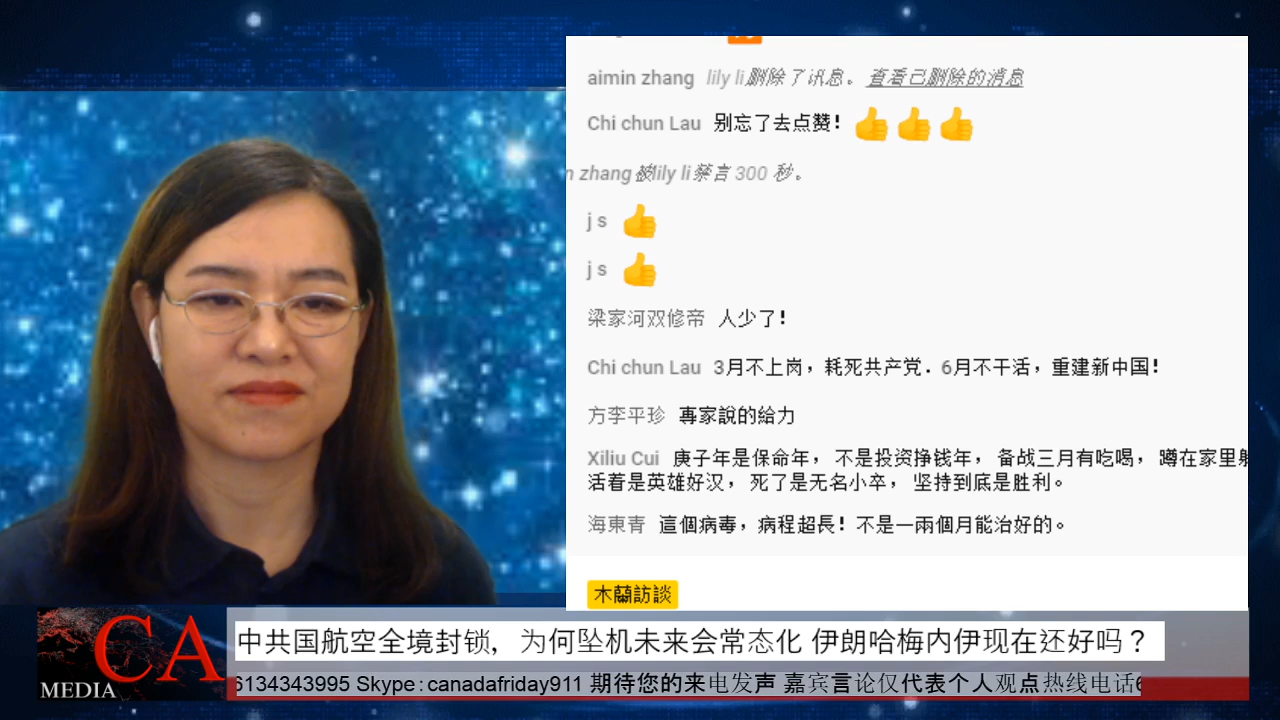 aimin zhang lily li删除了讯息。 查看已删除的消息
Chi chun Lau 别忘了去点赞!
n zhang被lily li禁言 300 秒。
j s
j s
梁家河双修帝 人少了!
Chi chun Lau 3月不上岗，耗死共产党. 6月不干活，重建新中国!
方李平珍 專家說的給力
Xiliu Cui 庚子年是保命年，不是投资挣钱年，备战三月有吃喝，蹲在家里
活着是英雄好汉，死了是无名小卒，坚持到底是胜利。
海東青 這個病毒，病程超長! 不是一兩個月能治好的。
木蘭訪談
CA
MEDIA
中共国航空全境封锁，为何坠机未来会常态化 伊朗哈梅内伊现在还好吗？
6134343995 Skype:canadafriday911 期待您的来电发声 嘉宾言论仅代表个人观点热线电话6